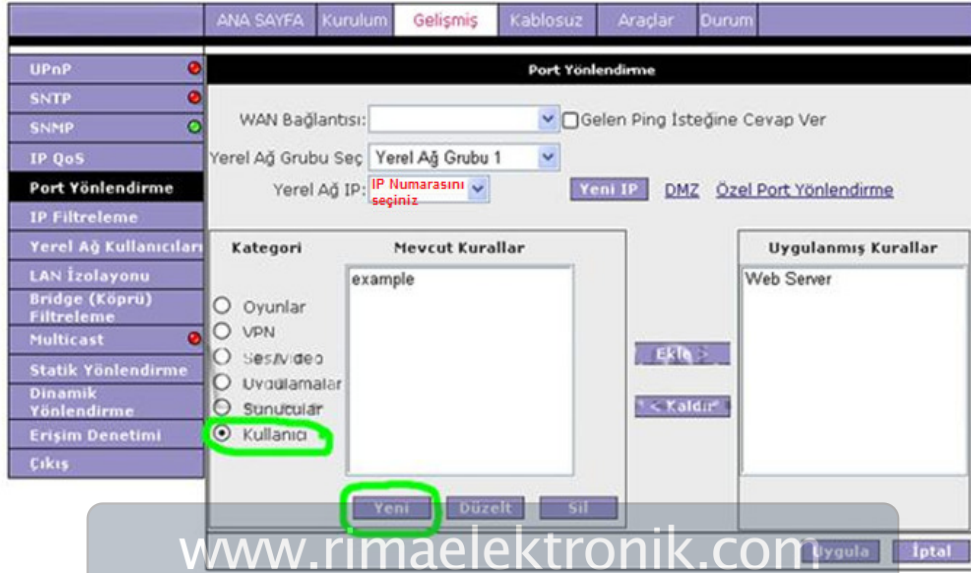 ANA SAYFA Kurulum Gelişmiş Kablosuz Araçlar Durum
UPnP
SNTP
SNMP
IP QoS
Port Yönlendirme
IP Filtreleme
Yerel Ağ Kullanıcıları
LAN İzolayonu
Bridge (Köprü)
Filtreleme
Multicast
Statik Yönlendirme
Dinamik
Yönlendirme
Erişim Denetimi
Çıkış
Port Yönlendirme
WAN Bağlantısı: Gelen Ping İsteğine Cevap Ver
Yerel Ağ Grubu Seç Yerel Ağ Grubu 1
Yerel Ağ IP: IP Numarasını
seçiniz
Yeni IP DMZ Özel Port Yönlendirme
Kategori Mevcut Kurallar Uygulanmış Kurallar
example
Web Server
Oyunlar
VPN
Ses/Video
Uygulamalar
Sunucular
Kullanıcı
Ekle >
< Kaldır
Yeni Düzelt Sil
Uygula İptal
www.rimaelektronik.com